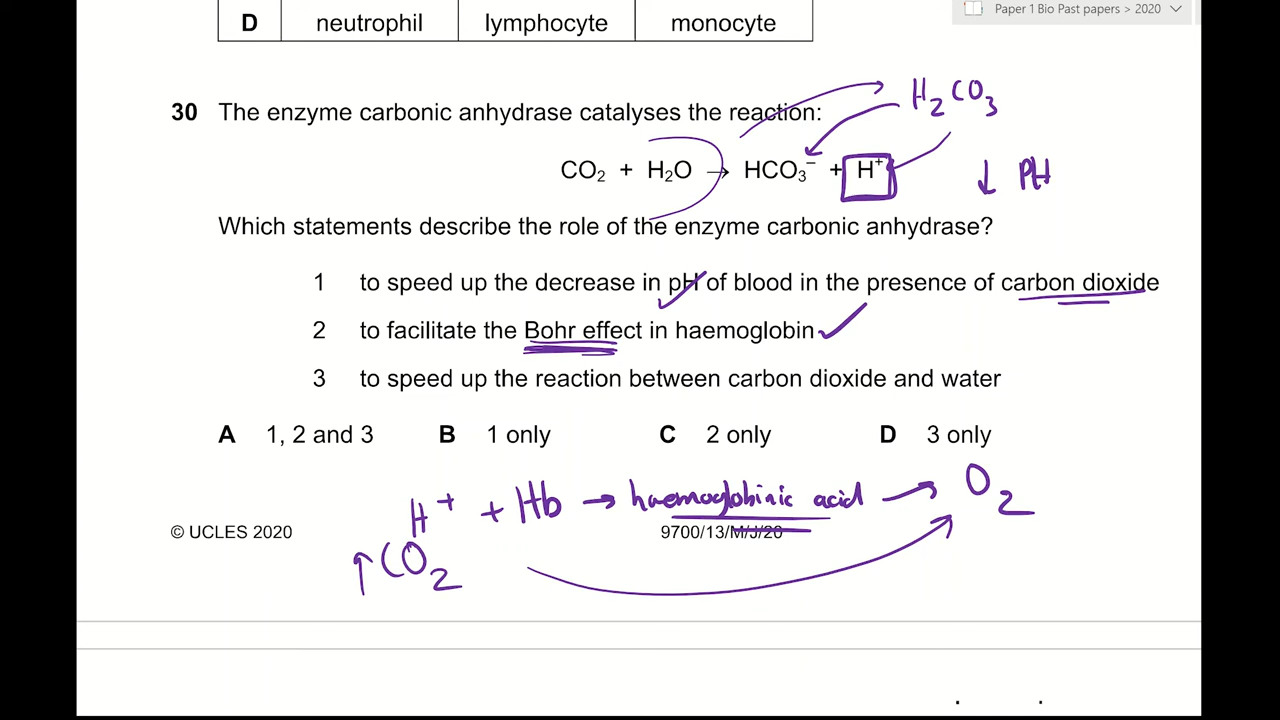 Paper 1 Bio Past papers > 2020
D neutrophil lymphocyte monocyte
30 The enzyme carbonic anhydrase catalyses the reaction:
H2CO3
CO2 + H2O → HCO3− + H+
↓ PH
Which statements describe the role of the enzyme carbonic anhydrase?
1 to speed up the decrease in pH of blood in the presence of carbon dioxide
2 to facilitate the Bohr effect in haemoglobin
3 to speed up the reaction between carbon dioxide and water
A 1, 2 and 3 B 1 only C 2 only D 3 only
H+ + Hb → haemoglobinic acid → O2
© UCLES 2020 9700/13/M/J/20
↑CO2